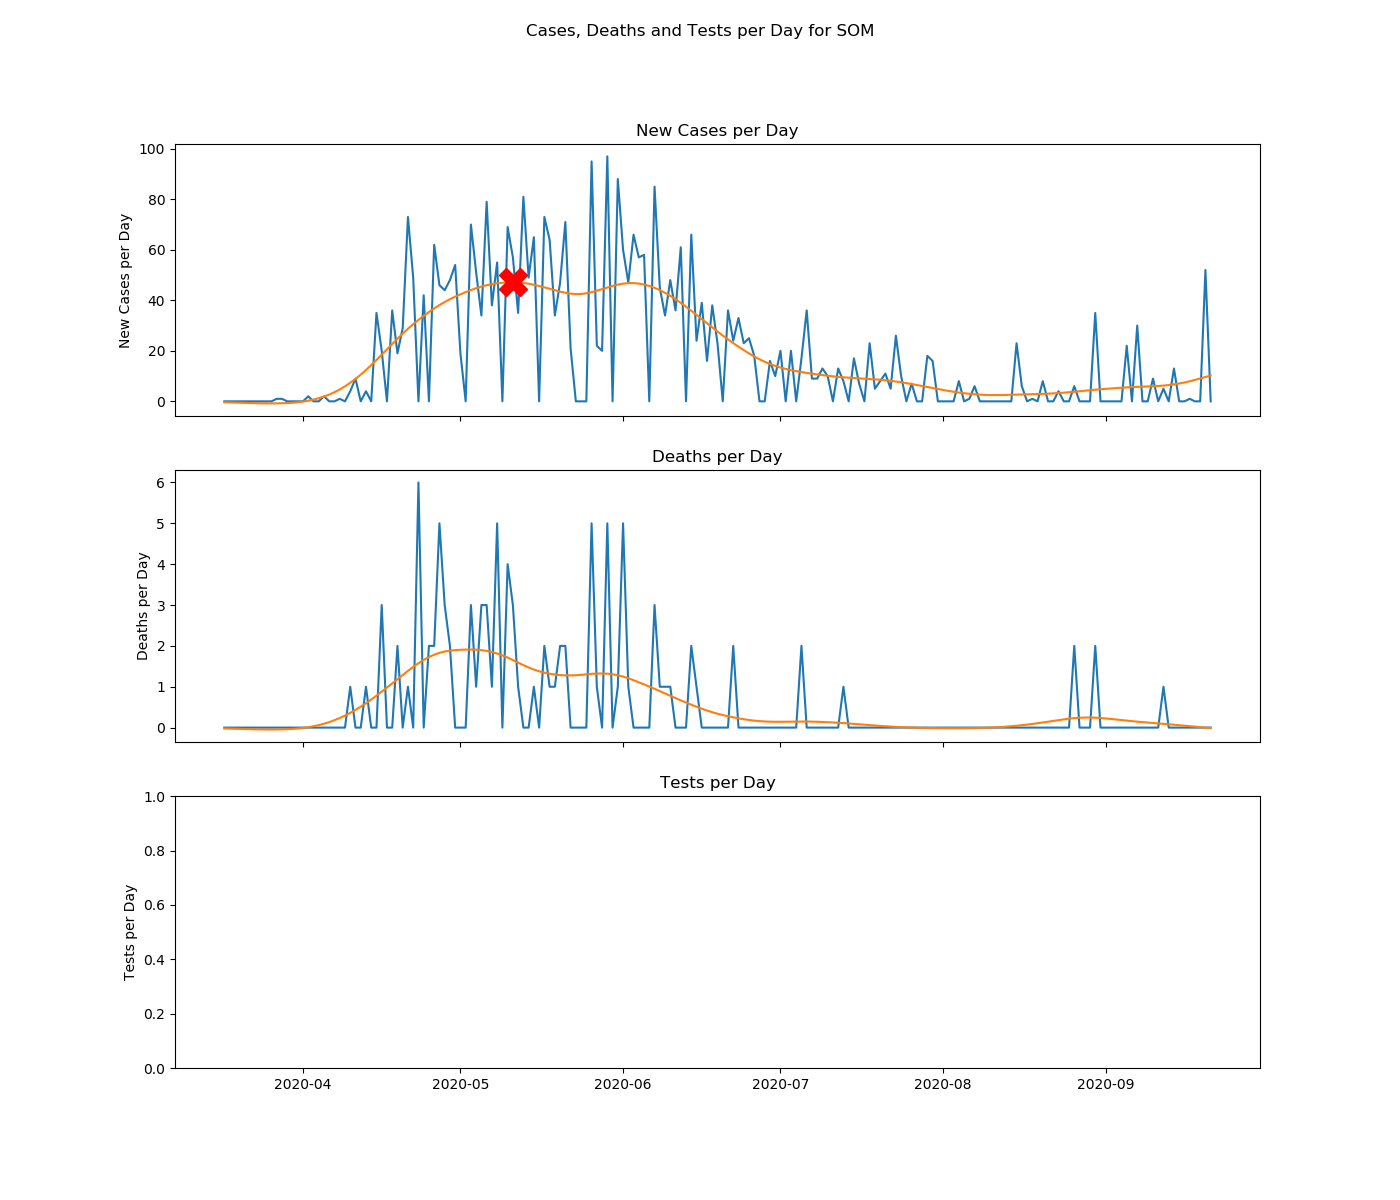 Cases, Deaths and Tests per Day for SOM
New Cases per Day
100
80
60
40
20
0
New Cases per Day
Deaths per Day
6
5
4
3
2
1
0
Deaths per Day
Tests per Day
1.0
0.8
0.6
0.4
0.2
0.0
Tests per Day
2020-04 2020-05 2020-06 2020-07 2020-08 2020-09